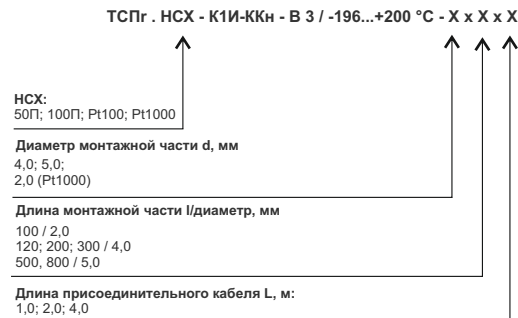 ТСПг . НСХ - К1И-ККн - В 3 / -196...+200 °C - X x X x X
НСХ:
50П; 100П; Pt100; Pt1000
Диаметр монтажной части d, мм
4,0; 5,0;
2,0 (Pt1000)
Длина монтажной части l/диаметр, мм
100 / 2,0
120; 200; 300 / 4,0
500, 800 / 5,0
Длина присоединительного кабеля L, м:
1,0; 2,0; 4,0